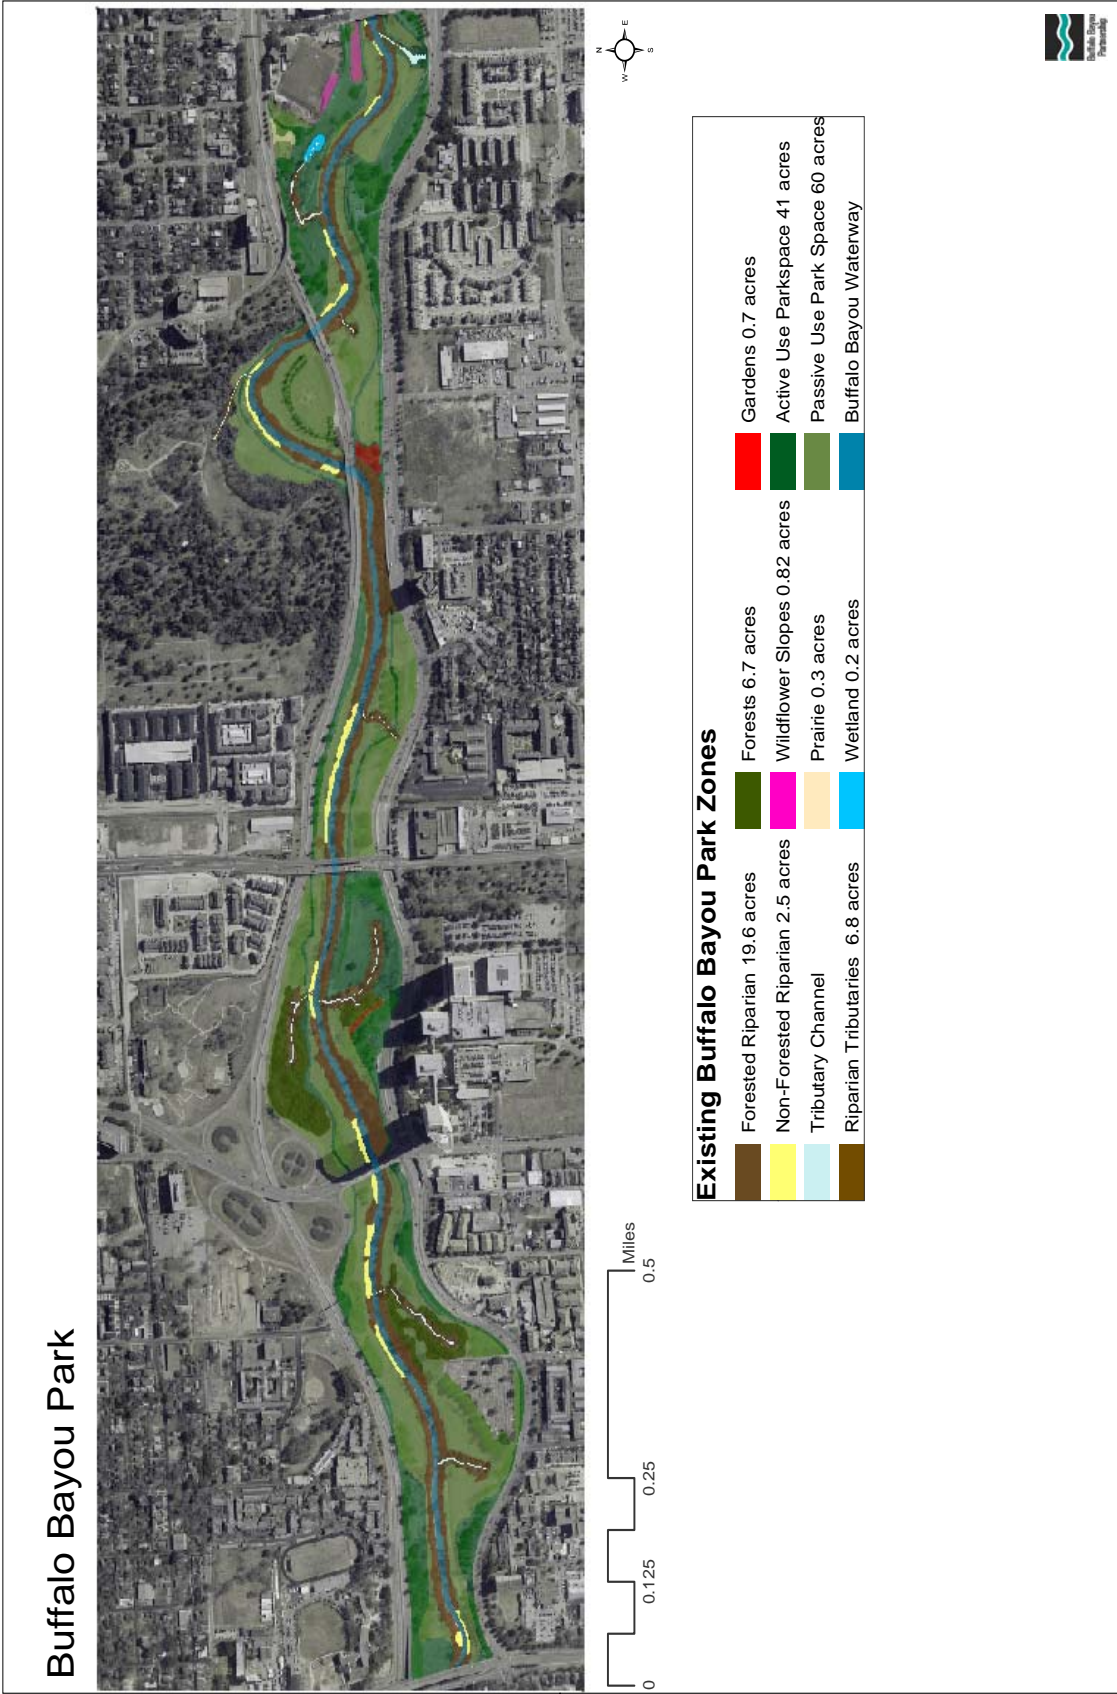 Buffalo Bayou Park
N
W
E
S
Buffalo Bayou
Partnership
0
0.125
0.25
0.5
Miles
Existing Buffalo Bayou Park Zones
Forested Riparian 19.6 acres
Forests 6.7 acres
Gardens 0.7 acres
Non-Forested Riparian 2.5 acres
Wildflower Slopes 0.82 acres
Active Use Parkspace 41 acres
Tributary Channel
Prairie 0.3 acres
Passive Use Park Space 60 acres
Riparian Tributaries 6.8 acres
Wetland 0.2 acres
Buffalo Bayou Waterway